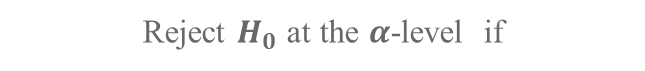 Reject H₀ at the α-level if